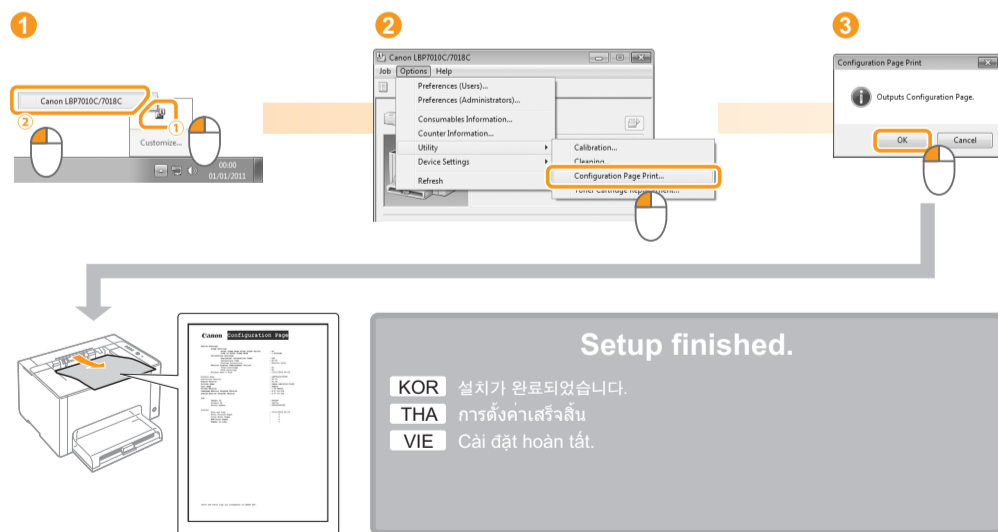 1
2
3
Canon LBP7010C/7018C
2
1
Customize...
00:00
01/01/2011
Canon LBP7010C/7018C
Job Options Help
Preferences (Users)...
Preferences (Administrators)...
Consumables Information...
Counter Information...
Utility
Device Settings
Refresh
Calibration...
Cleaning...
Configuration Page Print...
Toner Cartridge Replacement...
Configuration Page Print
Outputs Configuration Page.
OK Cancel
Canon Configuration Page
Setup finished.
KOR 설치가 완료되었습니다.
THA การตั้งค่าเสร็จสิ้น
VIE Cài đặt hoàn tất.